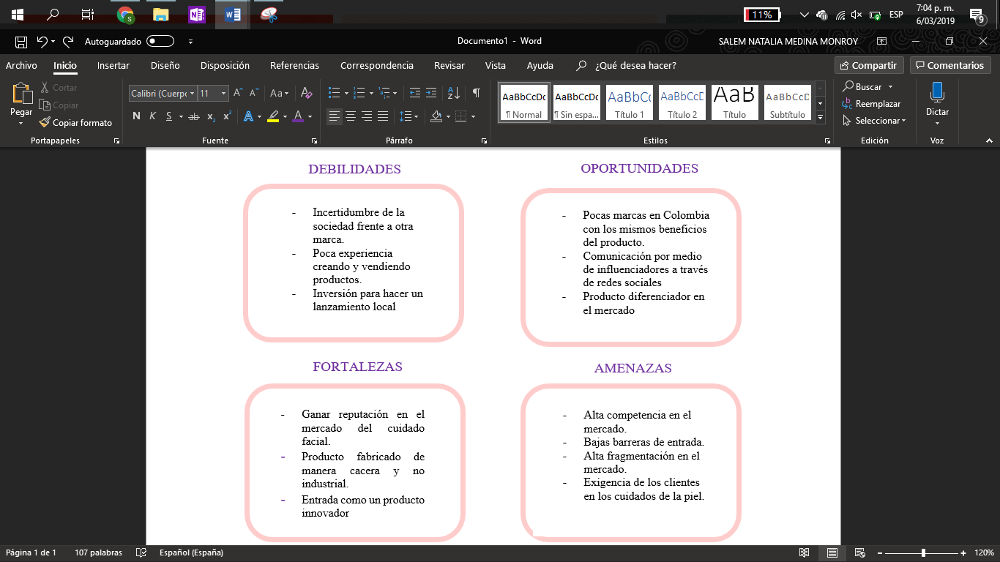 11%
ESP
7:04 p. m.
6/03/2019
9
Autoguardado
Documento1 - Word
SALEM NATALIA MEDINA MONROY
Archivo
Inicio
Insertar
Diseño
Disposición
Referencias
Correspondencia
Revisar
Vista
Ayuda
¿Qué desea hacer?
Compartir
Comentarios
Pegar
Cortar
Copiar
Copiar formato
Portapapeles
Calibri (Cuerpo
11
Aa
N K S ab x₂ x²
Fuente
Párrafo
AaBbCcDc
¶ Normal
AaBbCcDc
¶ Sin espa...
AaBbCc
Título 1
AaBbCcD
Título 2
AaB
Título
AaBbCcD
Subtítulo
Estilos
Buscar
Reemplazar
Seleccionar
Edición
Dictar
Voz
DEBILIDADES
- Incertidumbre de la
sociedad frente a otra
marca.
- Poca experiencia
creando y vendiendo
productos.
- Inversión para hacer un
lanzamiento local
OPORTUNIDADES
- Pocas marcas en Colombia
con los mismos beneficios
del producto.
- Comunicación por medio
de influenciadores a través
de redes sociales
- Producto diferenciador en
el mercado
FORTALEZAS
- Ganar reputación en el
mercado del cuidado
facial.
- Producto fabricado de
manera cacera y no
industrial.
- Entrada como un producto
innovador
AMENAZAS
- Alta competencia en el
mercado.
- Bajas barreras de entrada.
- Alta fragmentación en el
mercado.
- Exigencia de los clientes
en los cuidados de la piel.
Página 1 de 1
107 palabras
Español (España)
120%